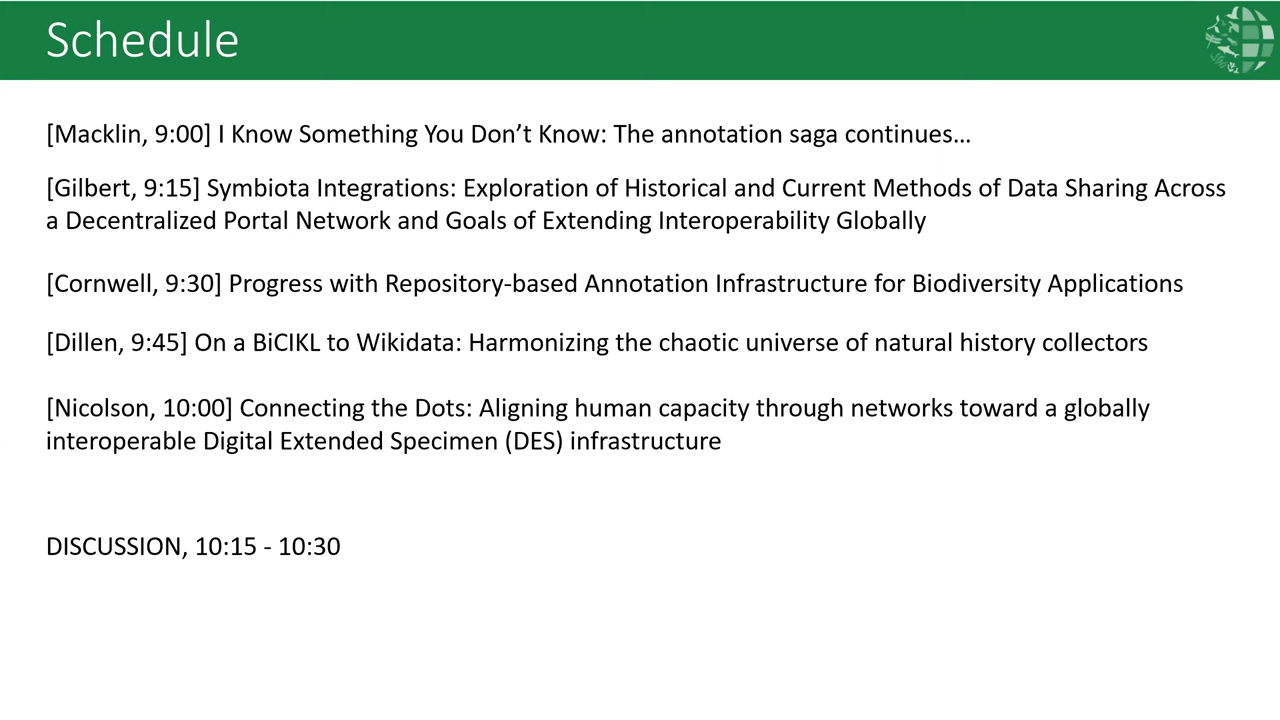 Schedule
[Macklin, 9:00] I Know Something You Don’t Know: The annotation saga continues…
[Gilbert, 9:15] Symbiota Integrations: Exploration of Historical and Current Methods of Data Sharing Across
a Decentralized Portal Network and Goals of Extending Interoperability Globally
[Cornwell, 9:30] Progress with Repository-based Annotation Infrastructure for Biodiversity Applications
[Dillen, 9:45] On a BiCIKL to Wikidata: Harmonizing the chaotic universe of natural history collectors
[Nicolson, 10:00] Connecting the Dots: Aligning human capacity through networks toward a globally
interoperable Digital Extended Specimen (DES) infrastructure
DISCUSSION, 10:15 - 10:30